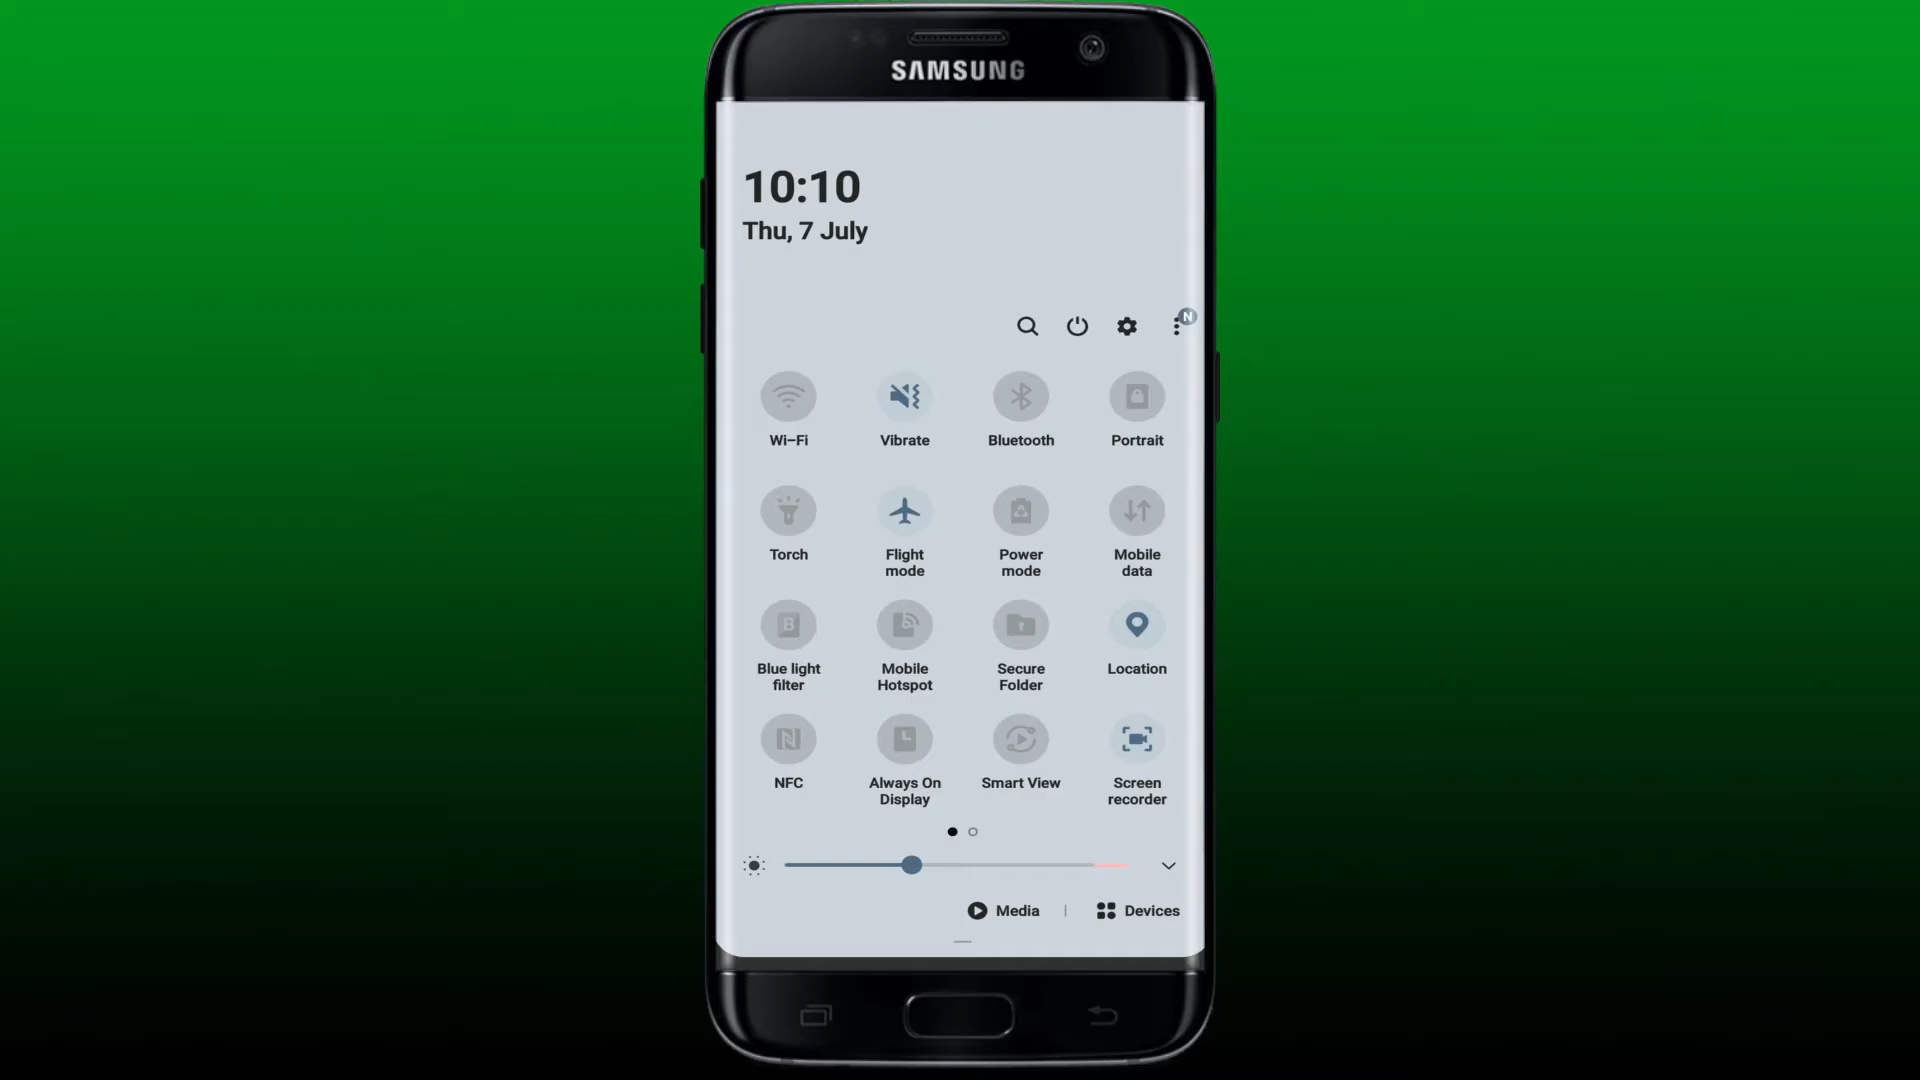 SAMSUNG
10:10
Thu, 7 July
N
Wi-Fi
Vibrate
Bluetooth
Portrait
Torch
Flight
mode
Power
mode
Mobile
data
B
Blue light
filter
Mobile
Hotspot
Secure
Folder
Location
NFC
Always On
Display
Smart View
Screen
recorder
Media
Devices